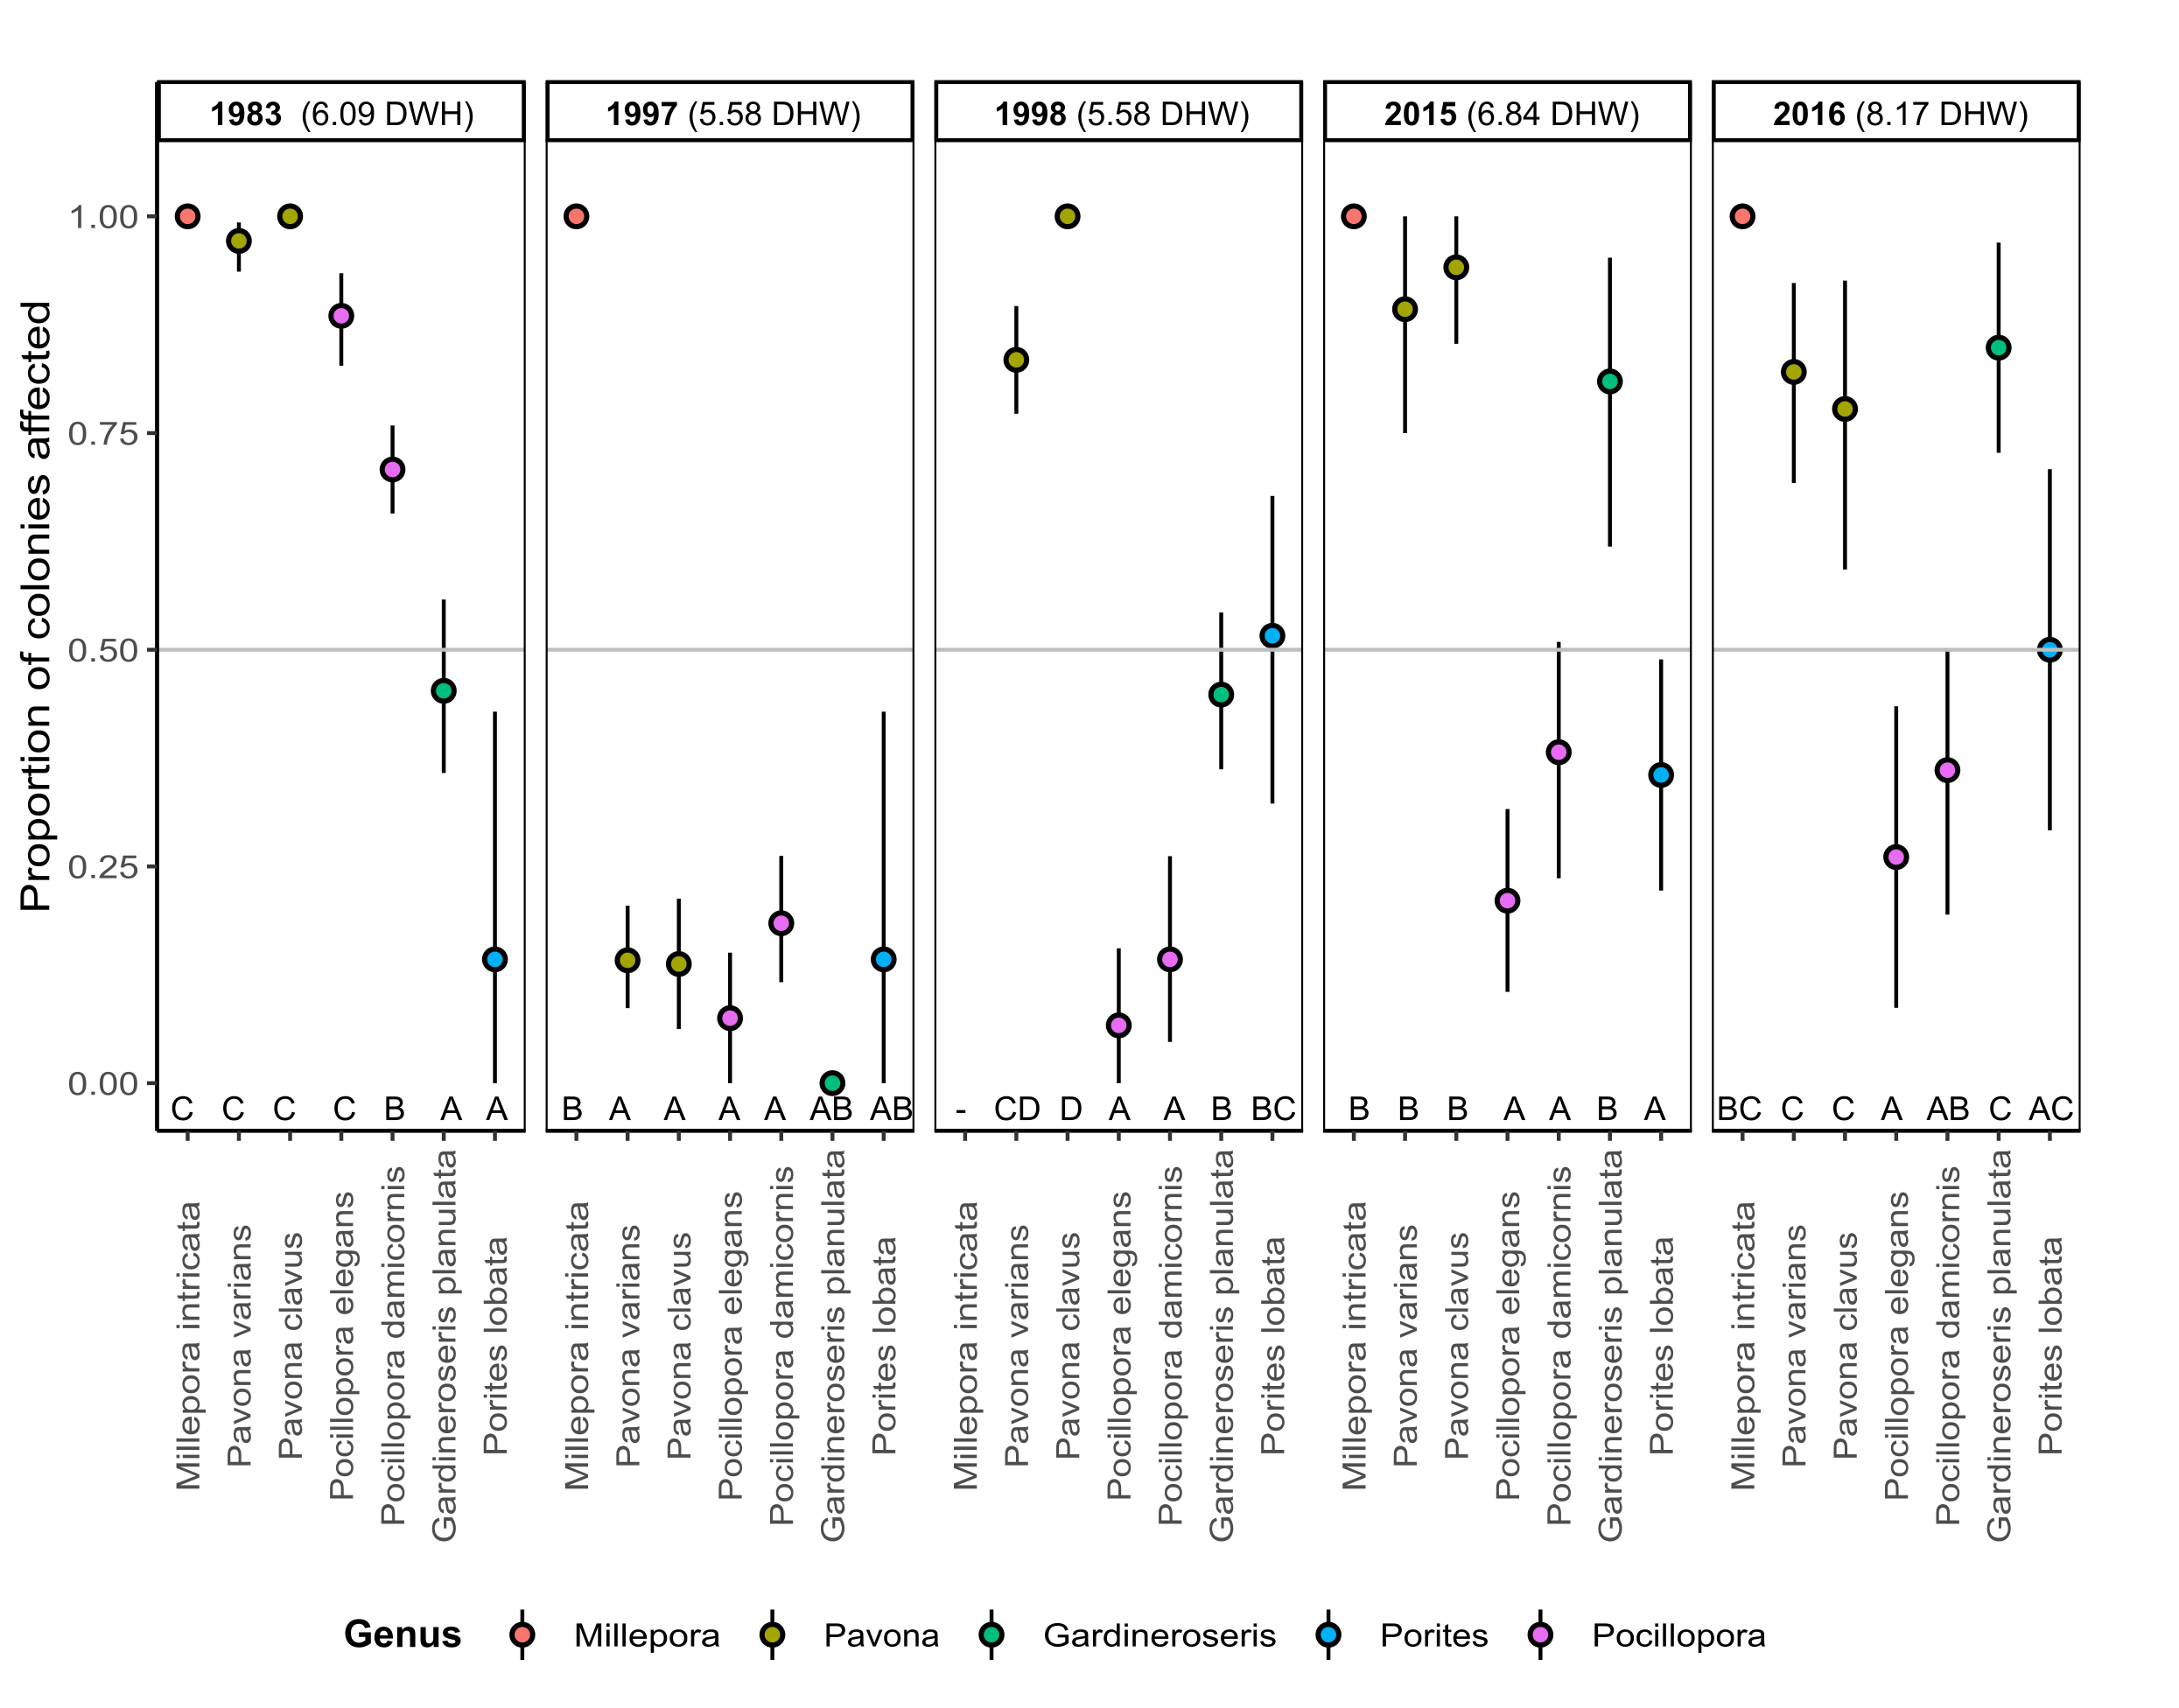 1983 (6.09 DWH)
1997 (5.58 DHW)
1998 (5.58 DHW)
2015 (6.84 DHW)
2016 (8.17 DHW)
Proportion of colonies affected
1.00
0.75
0.50
0.25
0.00
C C C C B A A
B A A A A AB AB
- CD D A A B BC
B B B A A B A
BC C C A AB C AC
Millepora intricata
Pavona varians
Pavona clavus
Pocillopora elegans
Pocillopora damicornis
Gardineroseris planulata
Porites lobata
Millepora intricata
Pavona varians
Pavona clavus
Pocillopora elegans
Pocillopora damicornis
Gardineroseris planulata
Porites lobata
Millepora intricata
Pavona varians
Pavona clavus
Pocillopora elegans
Pocillopora damicornis
Gardineroseris planulata
Porites lobata
Millepora intricata
Pavona varians
Pavona clavus
Pocillopora elegans
Pocillopora damicornis
Gardineroseris planulata
Porites lobata
Millepora intricata
Pavona varians
Pavona clavus
Pocillopora elegans
Pocillopora damicornis
Gardineroseris planulata
Porites lobata
Genus Millepora Pavona Gardineroseris Porites Pocillopora